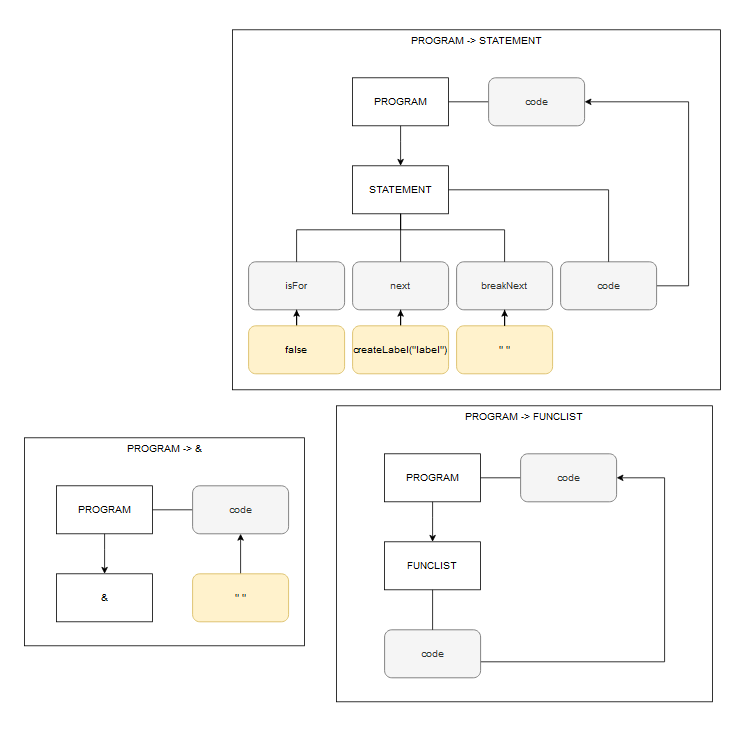 PROGRAM -> STATEMENT
PROGRAM
code
STATEMENT
isFor
next
breakNext
code
false
createLabel("label")
" "
PROGRAM -> &
PROGRAM
code
&
" "
PROGRAM -> FUNCLIST
PROGRAM
code
FUNCLIST
code